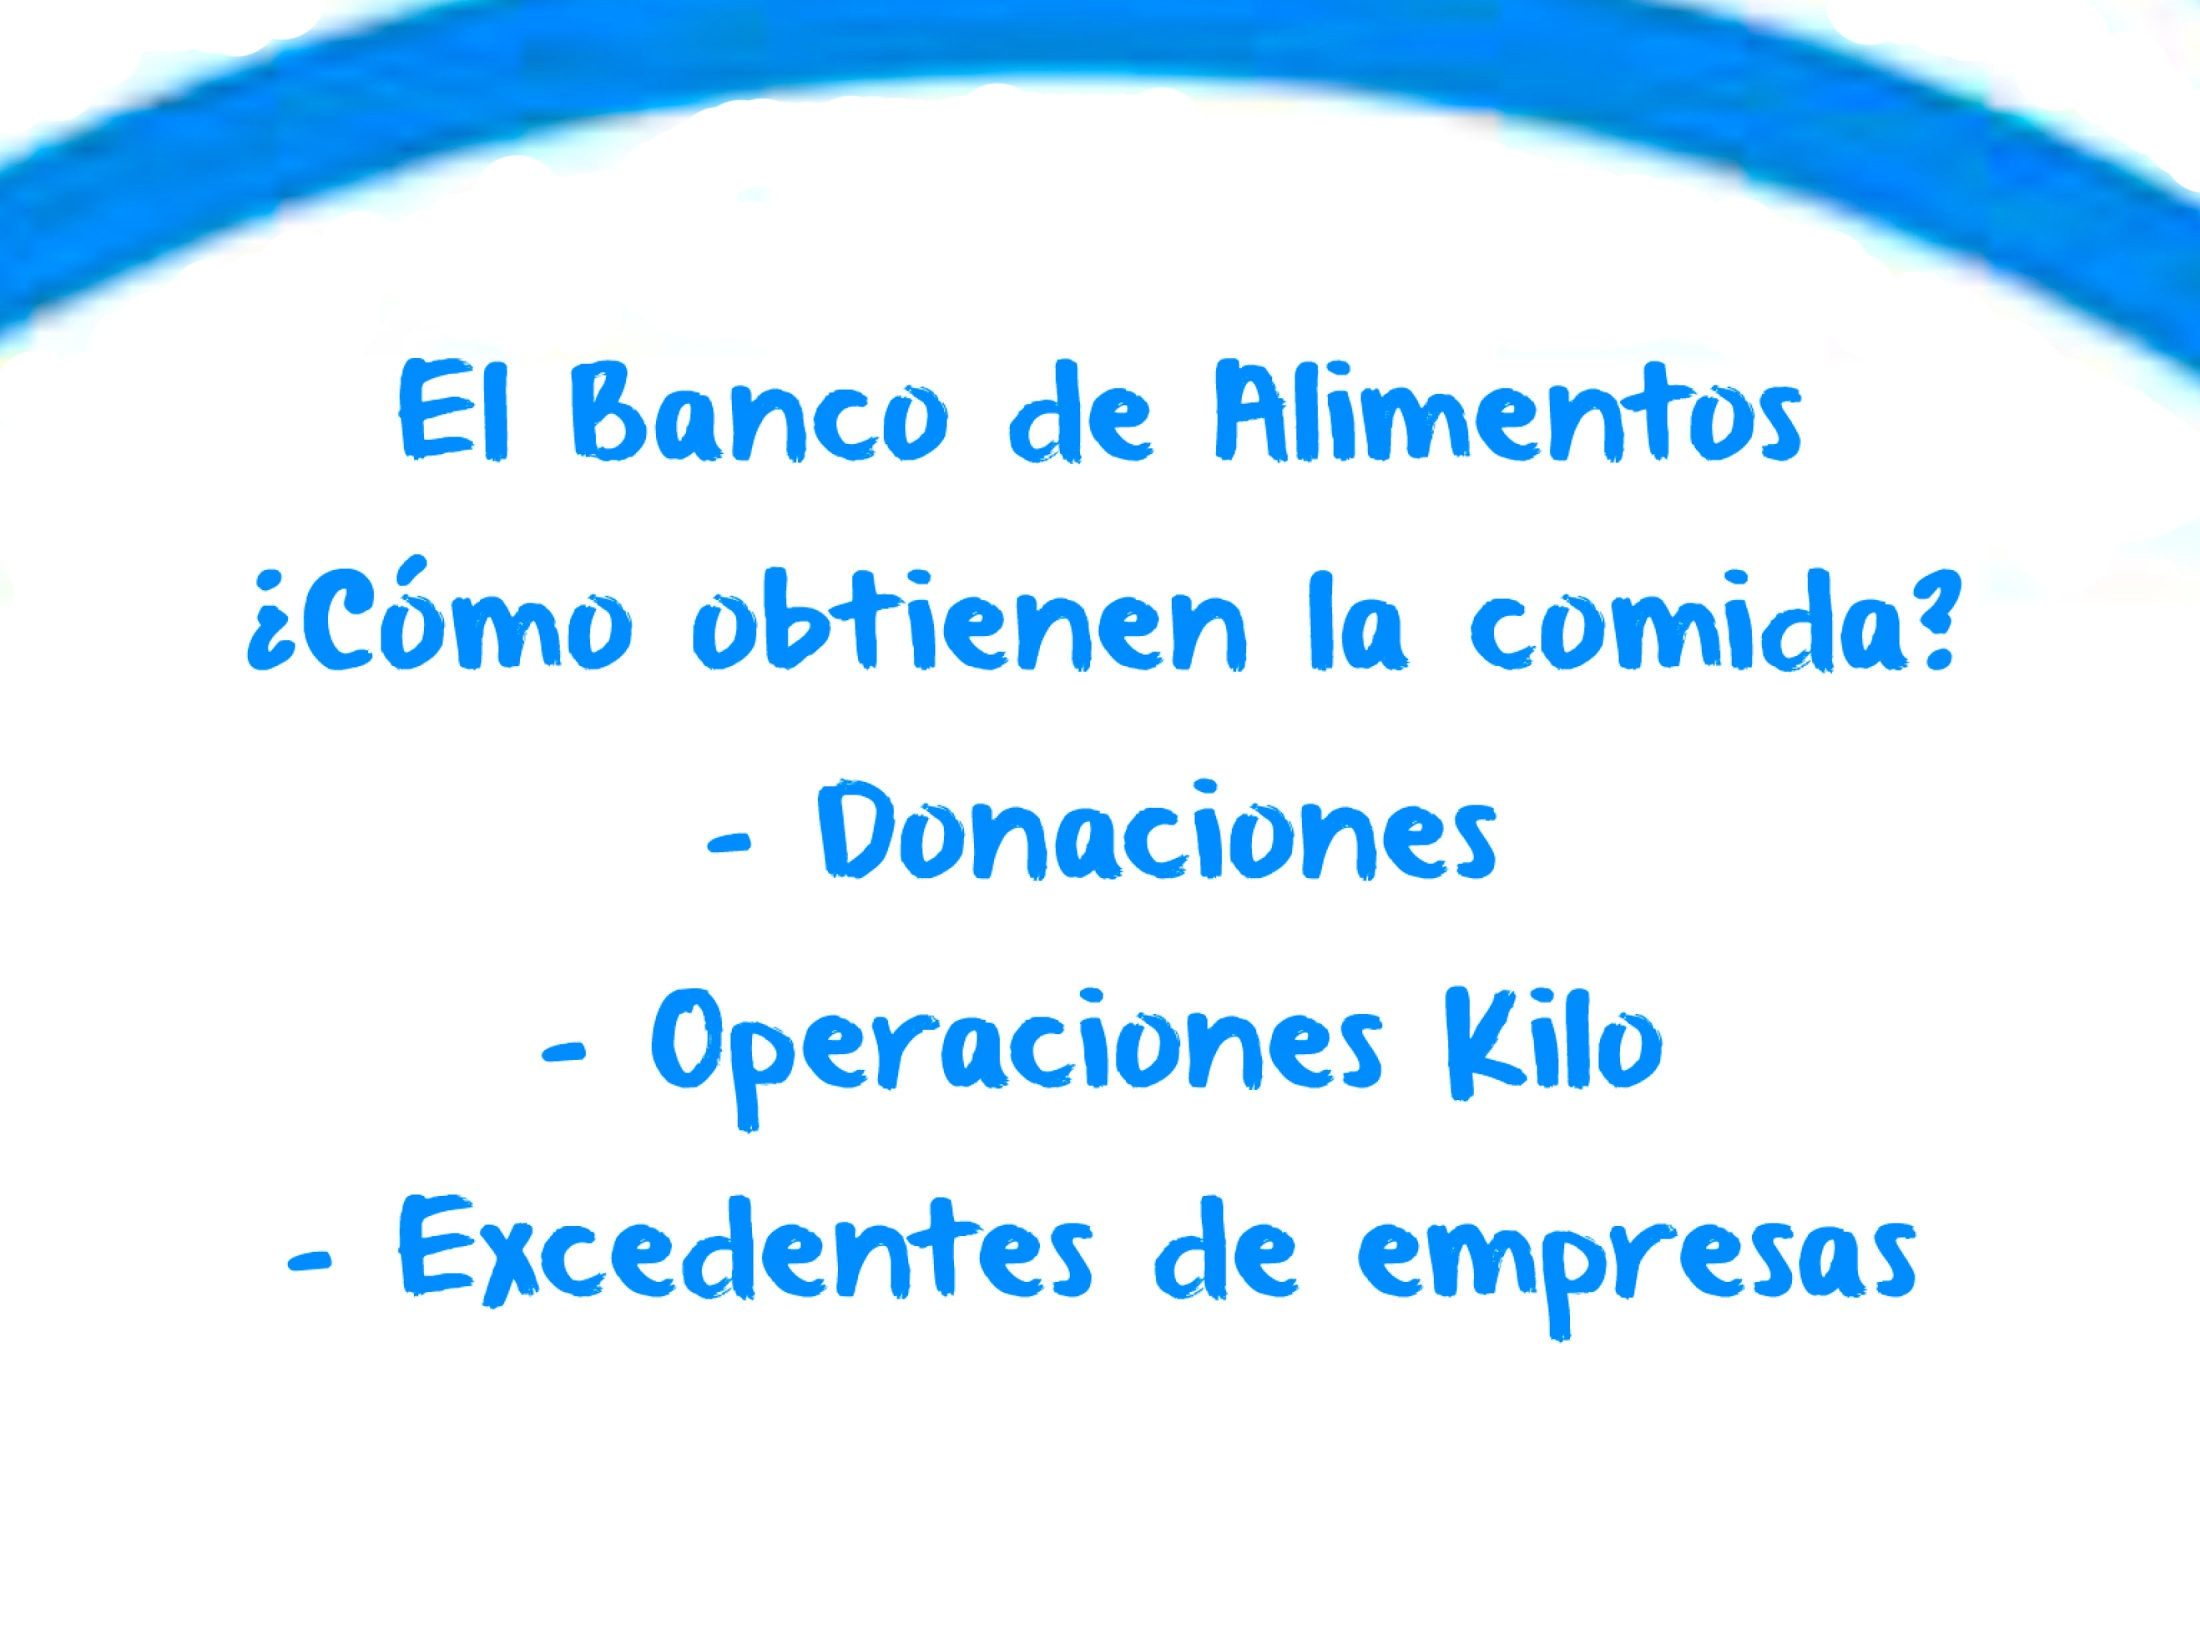 El Banco de Alimentos
¿Cómo obtienen la comida?
- Donaciones
- Operaciones Kilo
- Excedentes de empresas